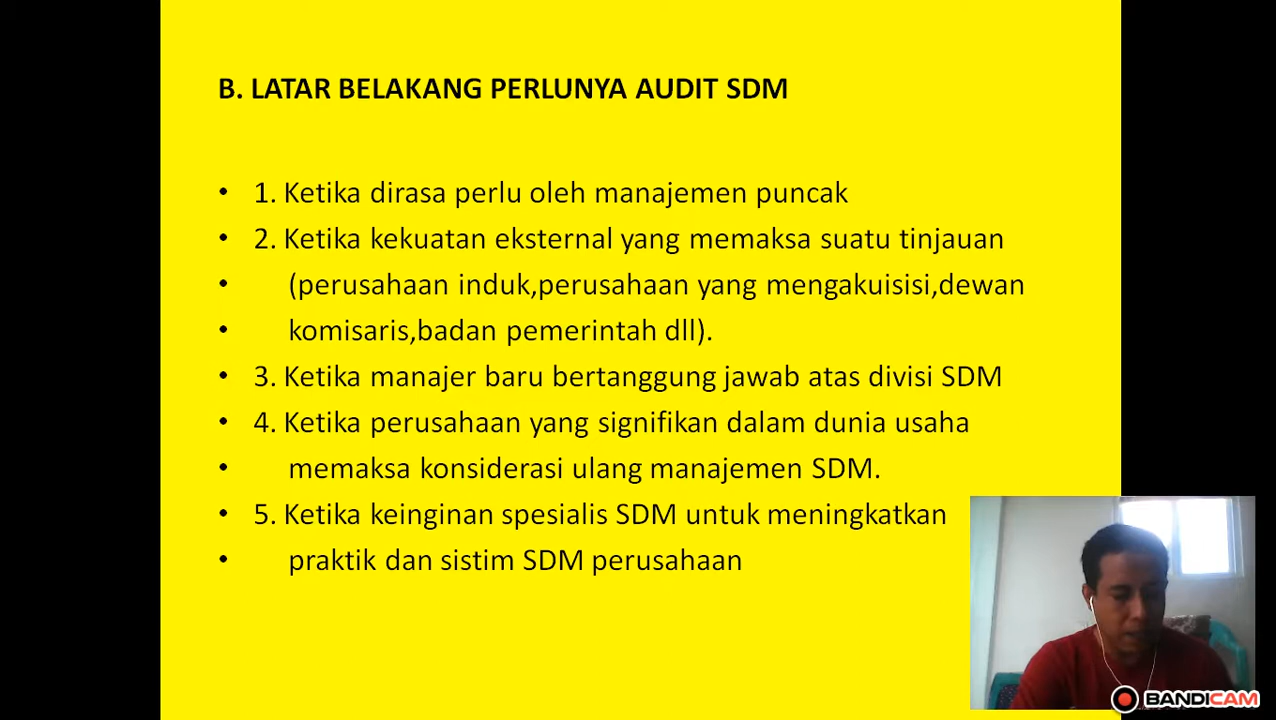 B. LATAR BELAKANG PERLUNYA AUDIT SDM
• 1. Ketika dirasa perlu oleh manajemen puncak
• 2. Ketika kekuatan eksternal yang memaksa suatu tinjauan
• (perusahaan induk,perusahaan yang mengakuisisi,dewan
• komisaris,badan pemerintah dll).
• 3. Ketika manajer baru bertanggung jawab atas divisi SDM
• 4. Ketika perusahaan yang signifikan dalam dunia usaha
• memaksa konsiderasi ulang manajemen SDM.
• 5. Ketika keinginan spesialis SDM untuk meningkatkan
• praktik dan sistim SDM perusahaan
BANDICAM